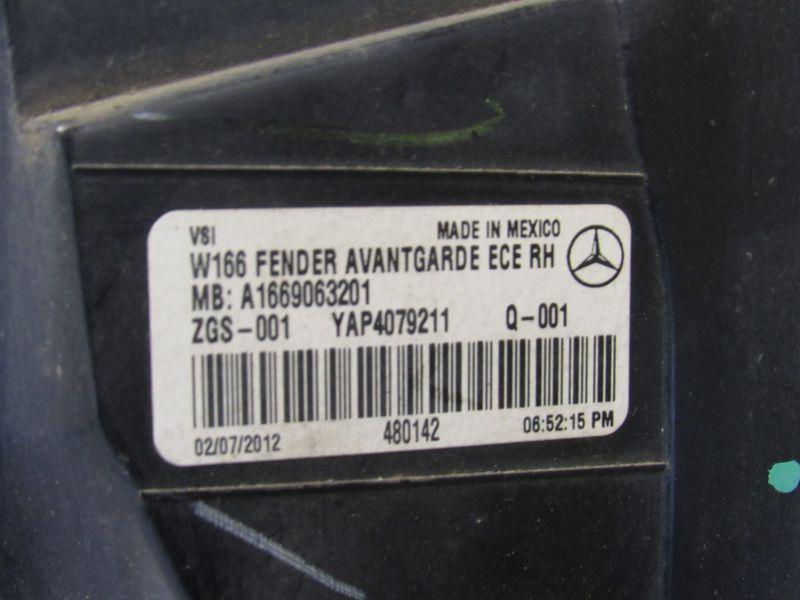 VSI MADE IN MEXICO
W166 FENDER AVANTGARDE ECE RH
MB: A1669063201
ZGS-001 YAP4079211 Q-001
02/07/2012 480142 06:52:15 PM